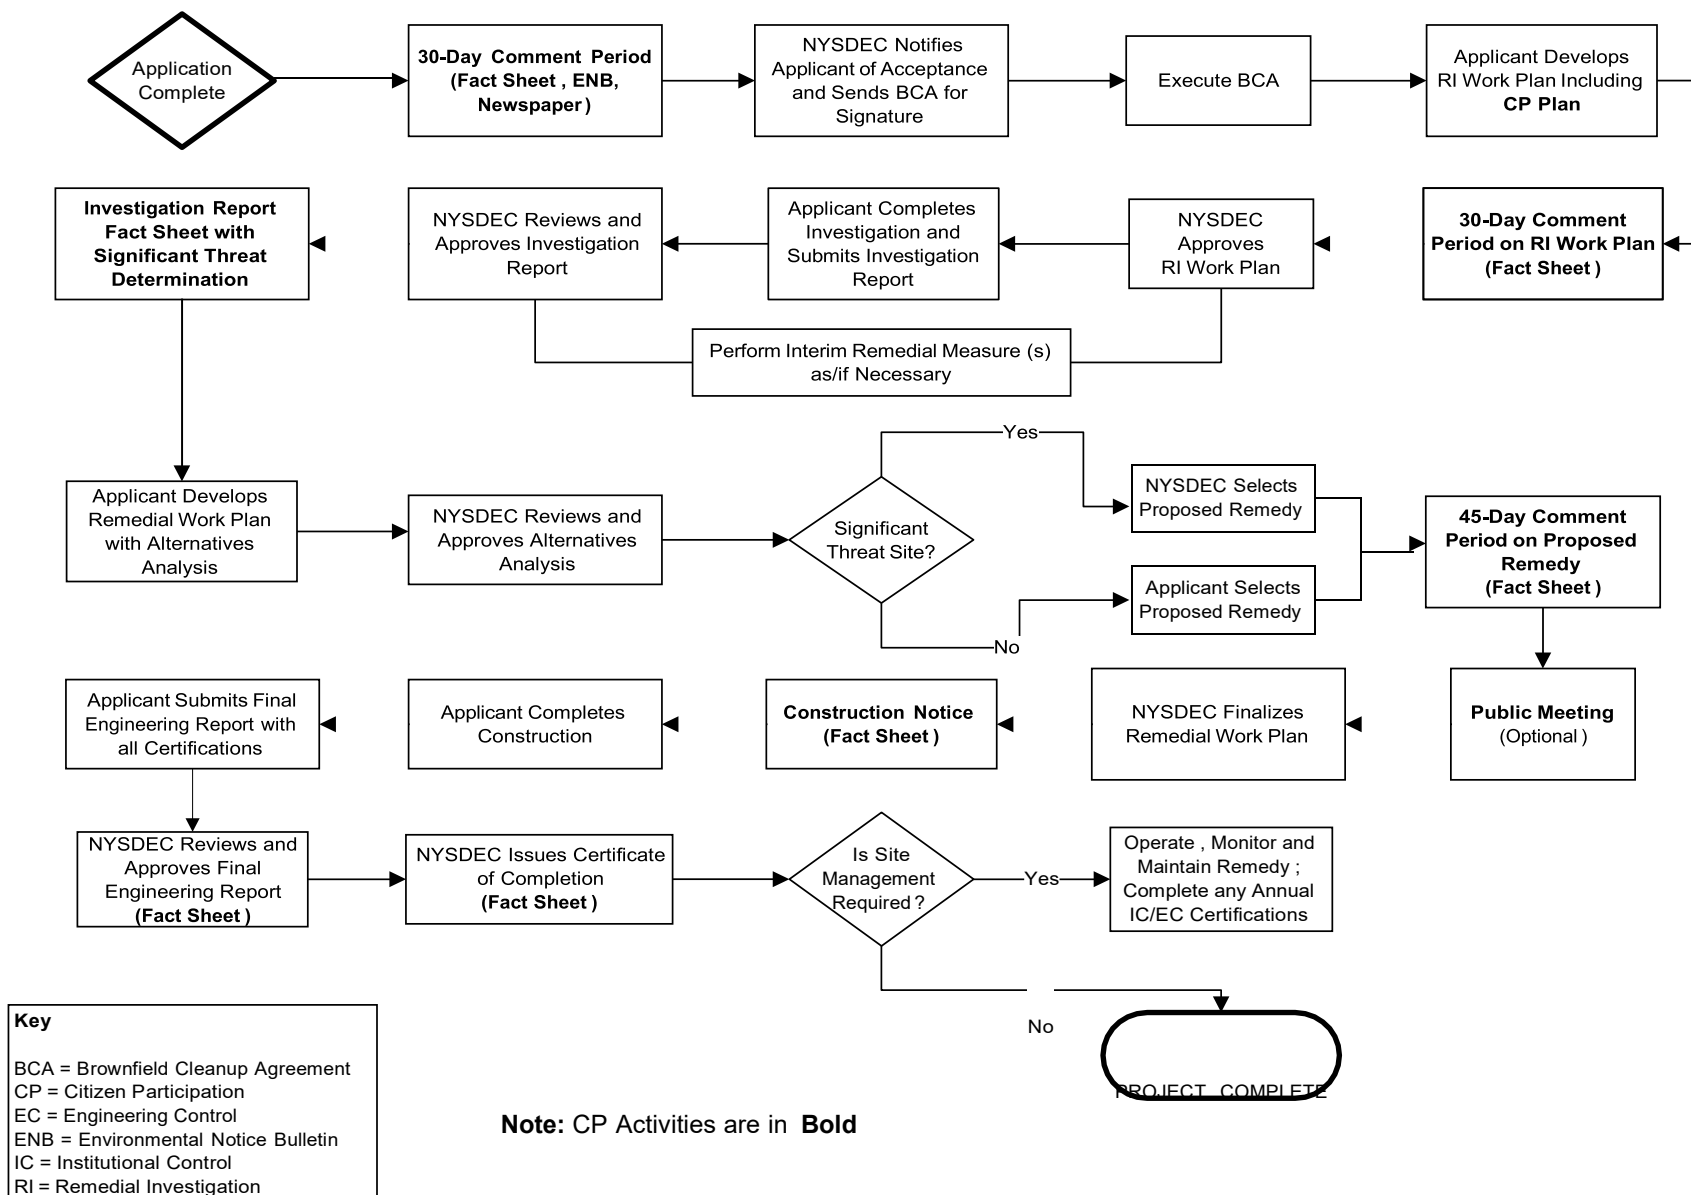 Application
Complete
30-Day Comment Period
(Fact Sheet , ENB,
Newspaper )
NYSDEC Notifies
Applicant of Acceptance
and Sends BCA for
Signature
Execute BCA
Applicant Develops
RI Work Plan Including
CP Plan
Investigation Report
Fact Sheet with
Significant Threat
Determination
NYSDEC Reviews and
Approves Investigation
Report
Applicant Completes
Investigation and
Submits Investigation
Report
NYSDEC
Approves
RI Work Plan
30-Day Comment
Period on RI Work Plan
(Fact Sheet )
Perform Interim Remedial Measure (s)
as/if Necessary
Applicant Develops
Remedial Work Plan
with Alternatives
Analysis
NYSDEC Reviews and
Approves Alternatives
Analysis
Significant
Threat Site?
Yes
No
NYSDEC Selects
Proposed Remedy
Applicant Selects
Proposed Remedy
45-Day Comment
Period on Proposed
Remedy
(Fact Sheet )
Applicant Submits Final
Engineering Report with
all Certifications
Applicant Completes
Construction
Construction Notice
(Fact Sheet )
NYSDEC Finalizes
Remedial Work Plan
Public Meeting
(Optional )
NYSDEC Reviews and
Approves Final
Engineering Report
(Fact Sheet )
NYSDEC Issues Certificate
of Completion
(Fact Sheet )
Is Site
Management
Required ?
Yes
Operate , Monitor and
Maintain Remedy ;
Complete any Annual
IC/EC Certifications
No
PROJECT COMPLETE
Key
BCA = Brownfield Cleanup Agreement
CP = Citizen Participation
EC = Engineering Control
ENB = Environmental Notice Bulletin
IC = Institutional Control
RI = Remedial Investigation
Note: CP Activities are in Bold